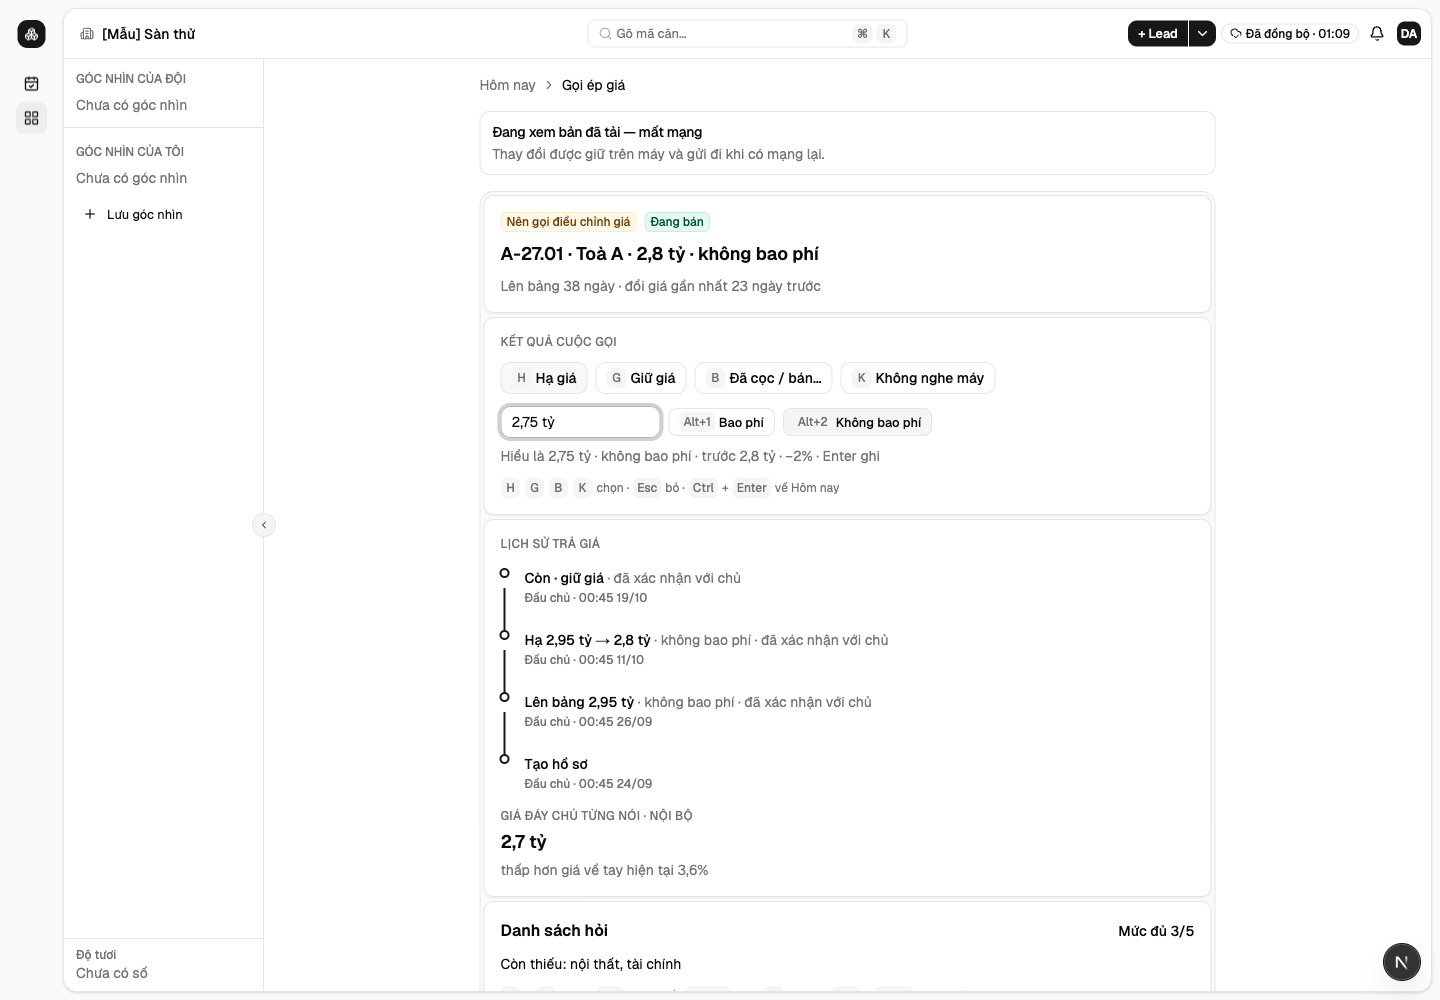 [Mẫu] Sàn thử
Gõ mã căn...
⌘ K
+ Lead
Đã đồng bộ · 01:09
DA
GÓC NHÌN CỦA ĐỘI
Chưa có góc nhìn
GÓC NHÌN CỦA TÔI
Chưa có góc nhìn
+ Lưu góc nhìn
Độ tươi
Chưa có số
Hôm nay > Gọi ép giá
Đang xem bản đã tải — mất mạng
Thay đổi được giữ trên máy và gửi đi khi có mạng lại.
Nên gọi điều chỉnh giá Đang bán
A-27.01 · Toà A · 2,8 tỷ · không bao phí
Lên bảng 38 ngày · đổi giá gần nhất 23 ngày trước
KẾT QUẢ CUỘC GỌI
H Hạ giá G Giữ giá B Đã cọc / bán... K Không nghe máy
2,75 tỷ Alt+1 Bao phí Alt+2 Không bao phí
Hiểu là 2,75 tỷ · không bao phí · trước 2,8 tỷ · −2% · Enter ghi
H G B K chọn · Esc bỏ · Ctrl + Enter về Hôm nay
LỊCH SỬ TRẢ GIÁ
Còn · giữ giá · đã xác nhận với chủ
Đầu chủ · 00:45 19/10
Hạ 2,95 tỷ → 2,8 tỷ · không bao phí · đã xác nhận với chủ
Đầu chủ · 00:45 11/10
Lên bảng 2,95 tỷ · không bao phí · đã xác nhận với chủ
Đầu chủ · 00:45 26/09
Tạo hồ sơ
Đầu chủ · 00:45 24/09
GIÁ ĐÁY CHỦ TỪNG NÓI · NỘI BỘ
2,7 tỷ
thấp hơn giá về tay hiện tại 3,6%
Danh sách hỏi
Mức đủ 3/5
Còn thiếu: nội thất, tài chính
N